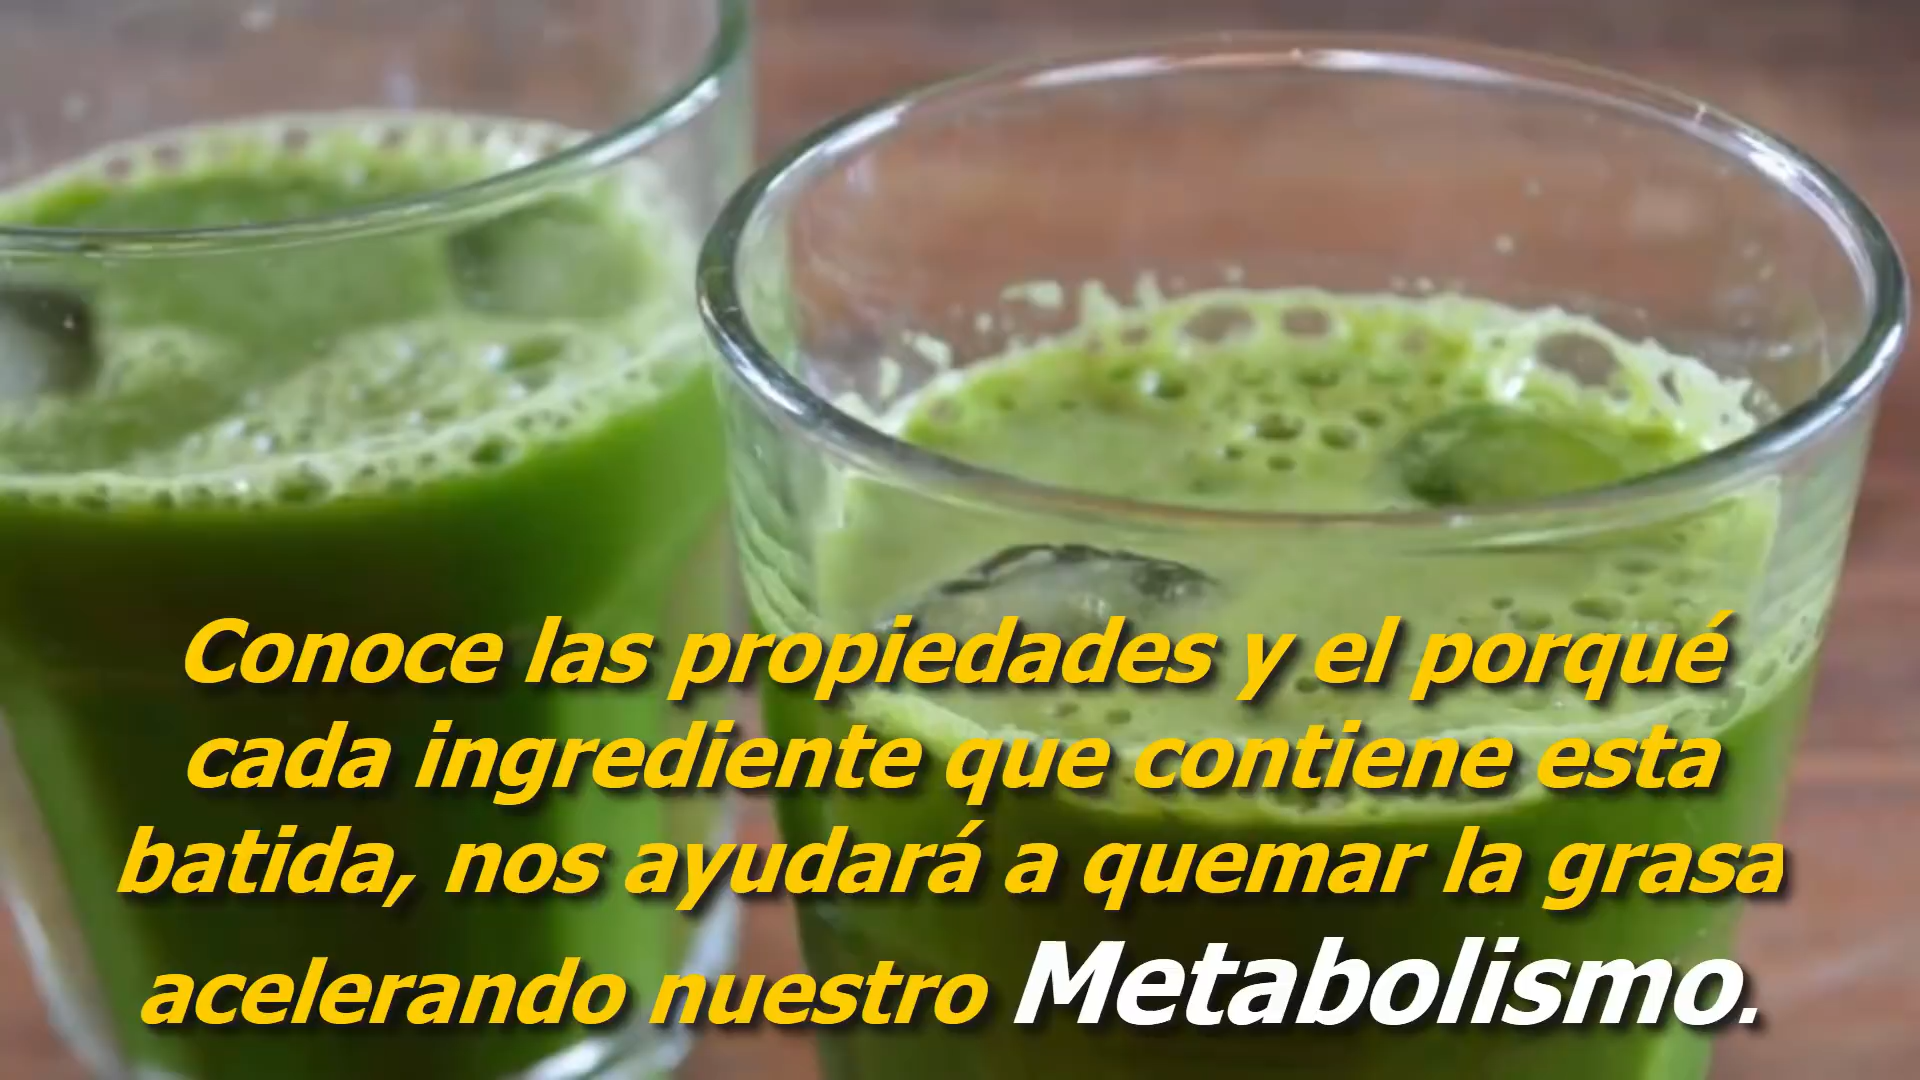 Conoce las propiedades y el porqué
cada ingrediente que contiene esta
batida, nos ayudará a quemar la grasa
acelerando nuestro Metabolismo.